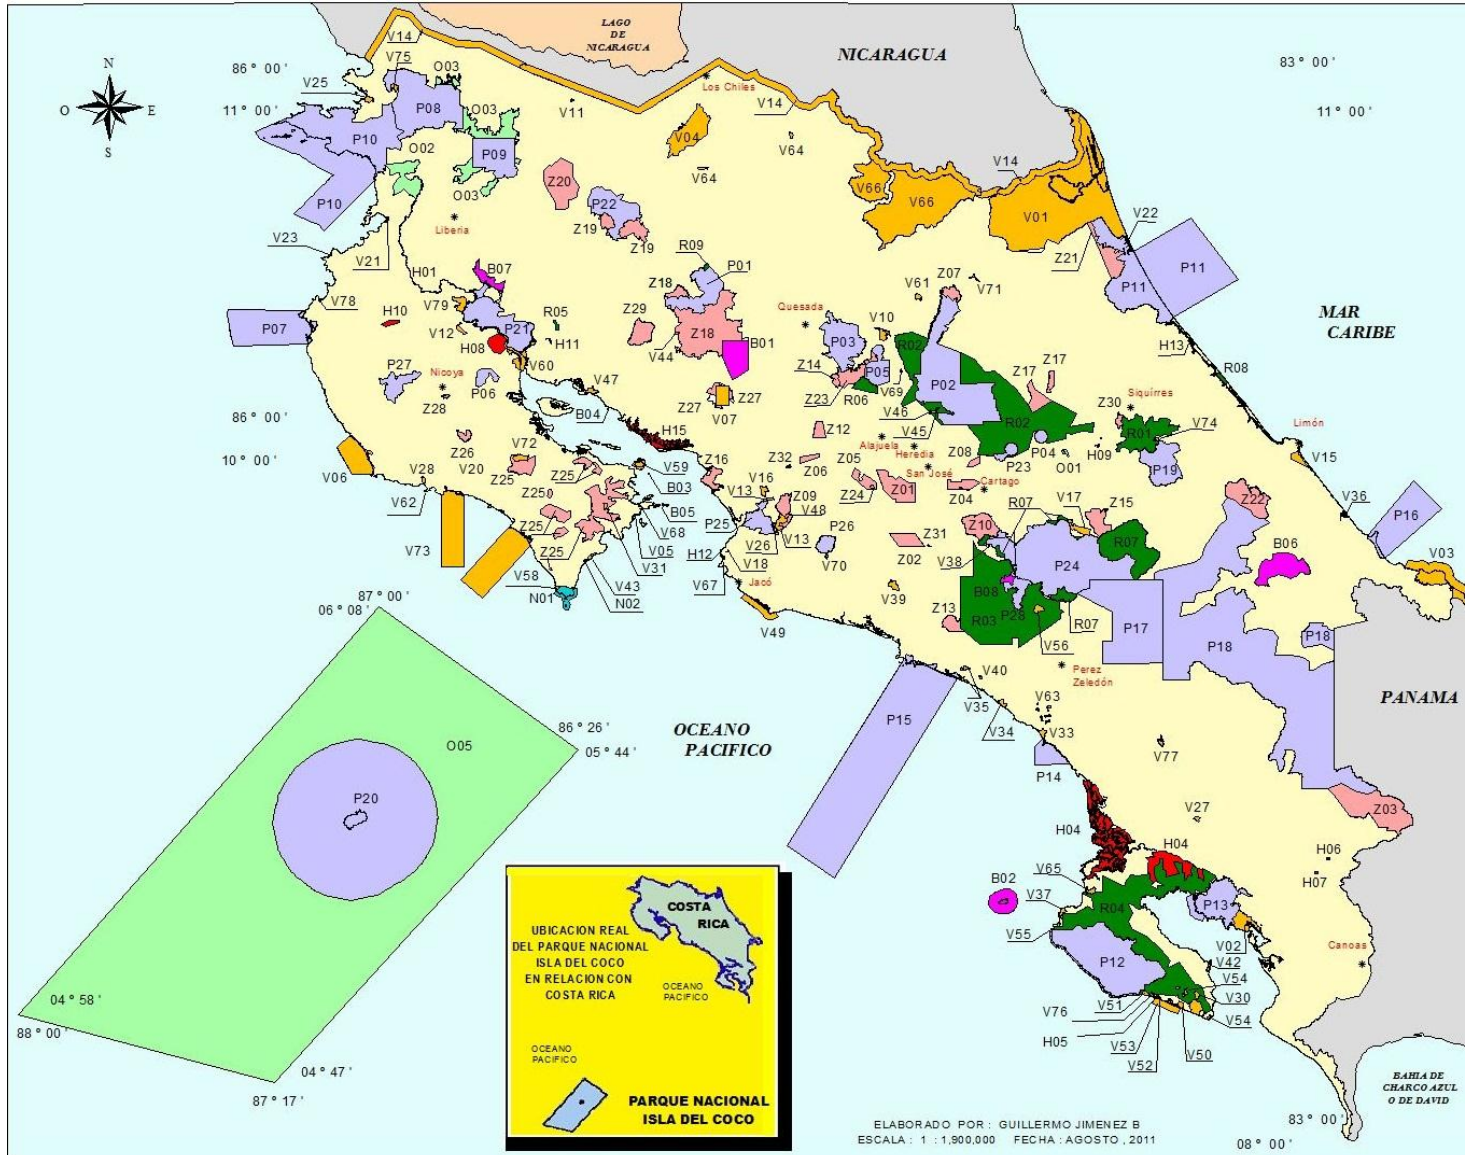 LAGO
DE
NICARAGUA
NICARAGUA
86 ° 00 '
83 ° 00 '
11 ° 00 '
11 ° 00 '
N
O
E
S
V14
V75
O03
V25
P08
O03
V11
Los Chiles
V14
V04
V64
P10
O02
P09
V64
V14
O03
Z20
V66
V66
V01
P10
P22
Liberia
Z19
Z19
V22
V23
V21
R09
Z21
P11
P01
H01
B07
P11
Z18
V61
Z07
V71
V78
V79
H10
R05
Z29
Quesada
V10
MAR
CARIBE
P07
V12
P21
P03
R02
H08
H11
V44
Z18
B01
H13
P27
V60
Z14
P05
Z17
R08
Nicoya
P06
V47
Z23
V69
P02
Z17
Siquírres
Z28
Z27
Z27
R06
V46
86 ° 00 '
B04
V07
V45
R02
Z30
Limón
H15
Z12
Alajuela
R01
V74
Z26
V72
Heredia
Z08
P04
H09
10 ° 00 '
Z32
Z06
Z05
San José
P23
O01
P19
V15
V06
V28
V20
Z25
Z25
V59
Z16
V16
Cartago
V62
B03
V13
Z09
Z24
Z01
Z04
R07
V17
Z15
Z22
V36
Z25
B05
V48
Z10
P16
V73
Z25
V68
P25
P26
Z31
R07
Z25
V05
V26
V13
Z02
B06
V03
V31
H12
V18
V70
V38
P24
V58
V43
V67
Jacó
B08
N01
N02
V39
R03
P28
R07
87 ° 00 '
06 ° 08 '
V49
Z13
P17
P18
P18
V56
V40
Perez
Zeledón
PANAMA
P15
V35
V63
OCEANO
PACIFICO
86 ° 26 '
05 ° 44 '
O05
V34
V33
V77
P14
P20
V27
Z03
H04
H04
H06
V65
H07
B02
V37
R04
P13
V55
V02
Canoas
P12
V42
V54
V51
V30
V76
V54
H05
V53
V50
V52
04 ° 58 '
88 ° 00 '
04 ° 47 '
87 ° 17 '
COSTA
RICA
UBICACION REAL
DEL PARQUE NACIONAL
ISLA DEL COCO
EN RELACION CON
COSTA RICA
OCEANO
PACIFICO
OCEANO
PACIFICO
PARQUE NACIONAL
ISLA DEL COCO
BAHIA DE
CHARCO AZUL
O DE DAVID
83 ° 00 '
08 ° 00 '
ELABORADO POR : GUILLERMO JIMENEZ B
ESCALA : 1 : 1,900,000 FECHA : AGOSTO , 2011